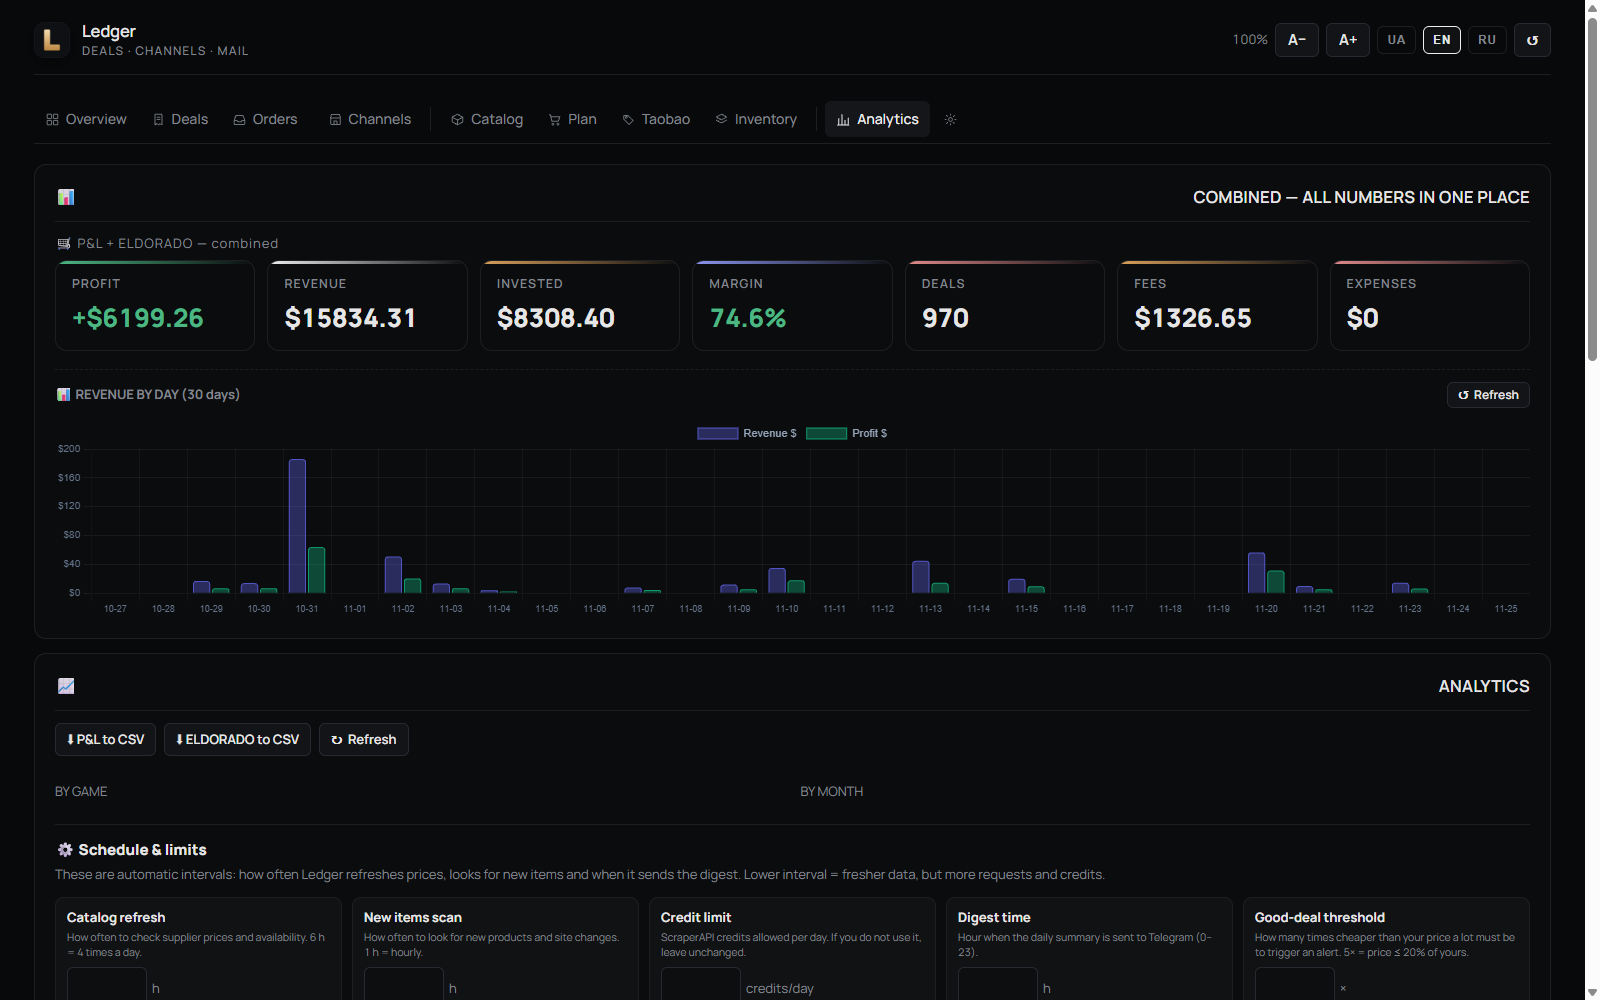 Ledger
DEALS · CHANNELS · MAIL
100% A− A+ UA EN RU ↺
Overview Deals Orders Channels Catalog Plan Taobao Inventory Analytics
COMBINED — ALL NUMBERS IN ONE PLACE
P&L + ELDORADO — combined
PROFIT REVENUE INVESTED MARGIN DEALS FEES EXPENSES
+$6199.26 $15834.31 $8308.40 74.6% 970 $1326.65 $0
REVENUE BY DAY (30 days)
↺ Refresh
Revenue $ Profit $
$200
$160
$120
$80
$40
$0
10-27 10-28 10-29 10-30 10-31 11-01 11-02 11-03 11-04 11-05 11-06 11-07 11-08 11-09 11-10 11-11 11-12 11-13 11-14 11-15 11-16 11-17 11-18 11-19 11-20 11-21 11-22 11-23 11-24 11-25
ANALYTICS
⬇ P&L to CSV ⬇ ELDORADO to CSV ↻ Refresh
BY GAME BY MONTH
Schedule & limits
These are automatic intervals: how often Ledger refreshes prices, looks for new items and when it sends the digest. Lower interval = fresher data, but more requests and credits.
Catalog refresh
How often to check supplier prices and availability. 6 h
= 4 times a day.
h
New items scan
How often to look for new products and site changes.
1 h = hourly.
h
Credit limit
ScraperAPI credits allowed per day. If you do not use it,
leave unchanged.
credits/day
Digest time
Hour when the daily summary is sent to Telegram (0–
23).
h
Good-deal threshold
How many times cheaper than your price a lot must be
to trigger an alert. 5× = price ≤ 20% of yours.
×